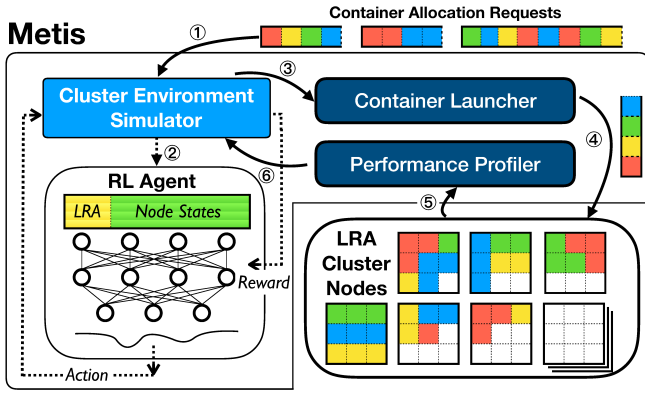 Container Allocation Requests
Metis
①
③
Cluster Environment
Simulator
Container Launcher
④
②
⑥
Performance Profiler
RL Agent
⑤
LRA
Node States
LRA
Cluster
Nodes
Reward
Action